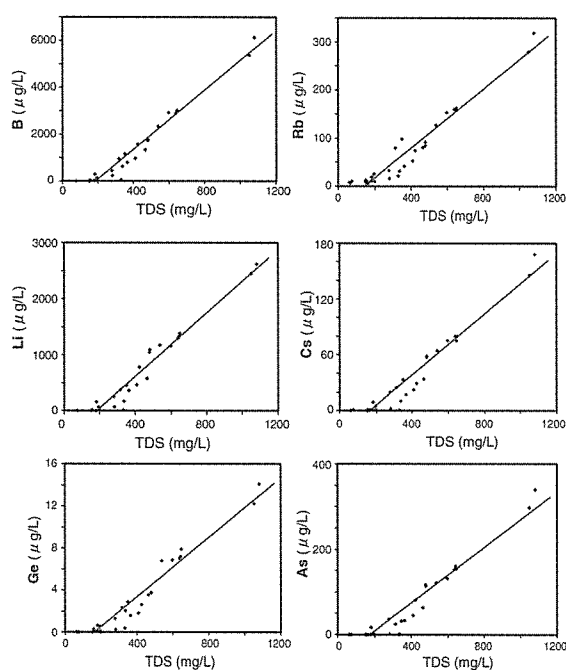 6000
4000
2000
0
B (μg/L)
0 400 800 1200
TDS (mg/L)
300
200
100
0
Rb (μg/L)
0 400 800 1200
TDS (mg/L)
3000
2000
1000
0
Li (μg/L)
0 400 800 1200
TDS (mg/L)
180
120
60
0
Cs (μg/L)
0 400 800 1200
TDS (mg/L)
16
12
8
4
0
Ge (μg/L)
0 400 800 1200
TDS (mg/L)
400
200
0
As (μg/L)
0 400 800 1200
TDS (mg/L)